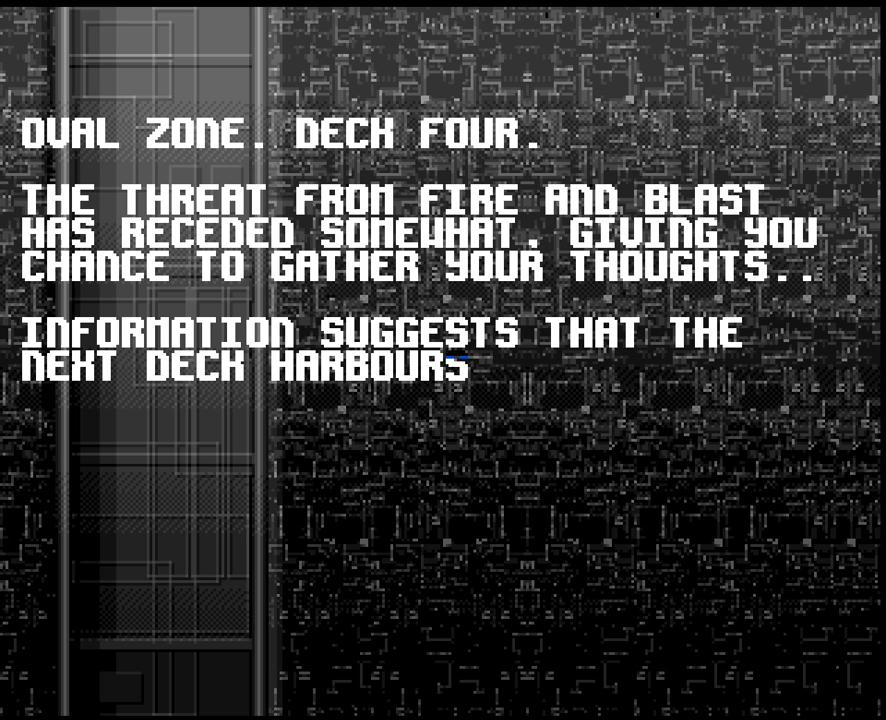 OVAL ZONE. DECK FOUR.
THE THREAT FROM FIRE AND BLAST
HAS RECEDED SOMEWHAT. GIVING YOU
CHANCE TO GATHER YOUR THOUGHTS..
INFORMATION SUGGESTS THAT THE
NEXT DECK HARBOURS